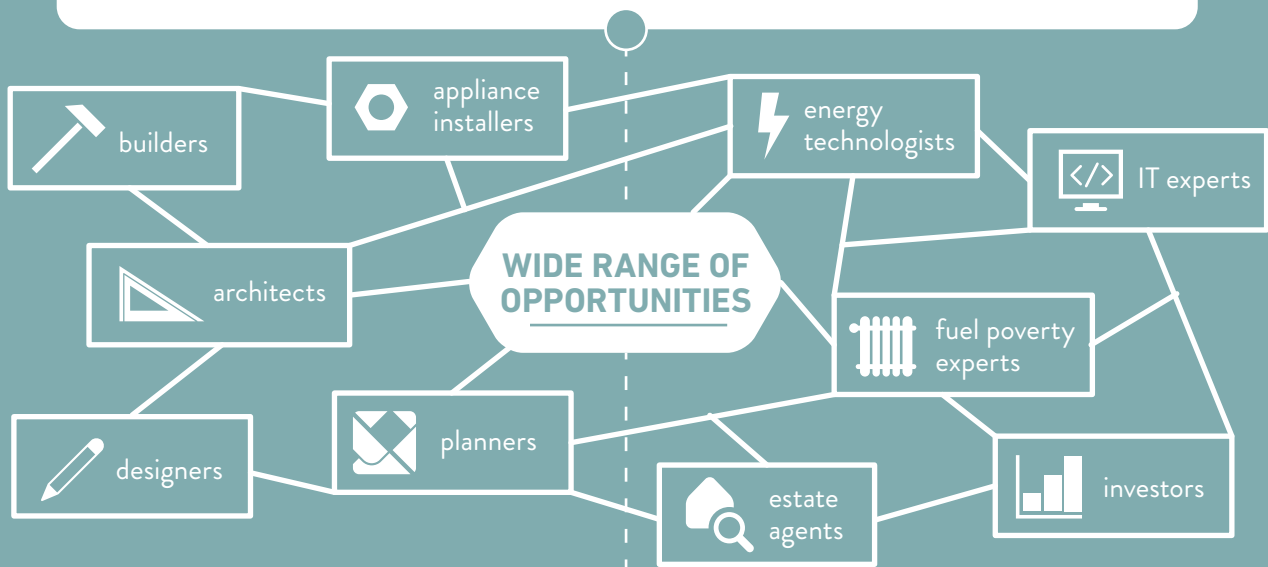 builders
appliance
installers
energy
technologists
</> IT experts
architects
WIDE RANGE OF
OPPORTUNITIES
fuel poverty
experts
designers
planners
estate
agents
investors